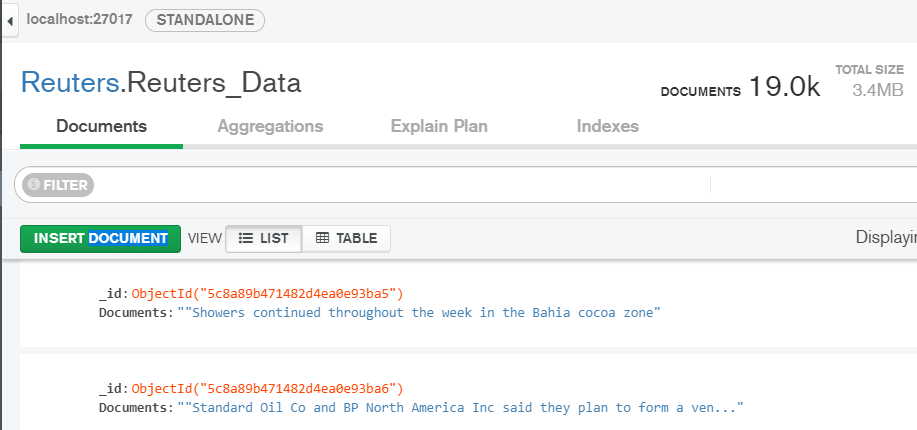 localhost:27017 STANDALONE
Reuters.Reuters_Data
DOCUMENTS 19.0k
TOTAL SIZE
3.4MB
Documents Aggregations Explain Plan Indexes
FILTER
INSERT DOCUMENT VIEW LIST TABLE Displayin
_id: ObjectId("5c8a89b471482d4ea0e93ba5")
Documents: ""Showers continued throughout the week in the Bahia cocoa zone"
_id: ObjectId("5c8a89b471482d4ea0e93ba6")
Documents: ""Standard Oil Co and BP North America Inc said they plan to form a ven..."